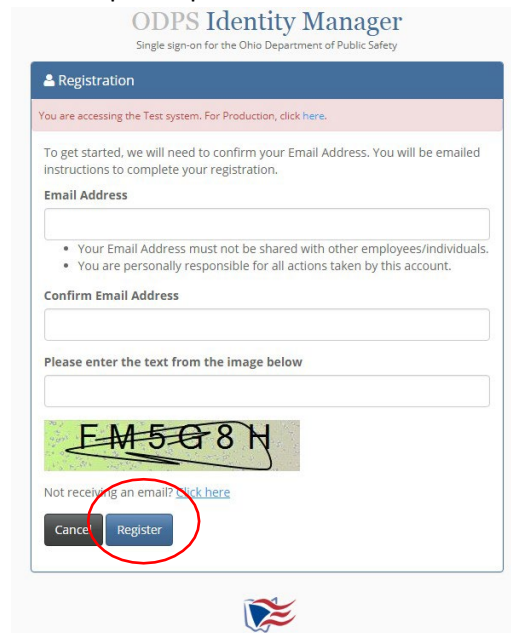 ODPS Identity Manager
Single sign-on for the Ohio Department of Public Safety
Registration
You are accessing the Test system. For Production, click here.
To get started, we will need to confirm your Email Address. You will be emailed
instructions to complete your registration.
Email Address
• Your Email Address must not be shared with other employees/individuals.
• You are personally responsible for all actions taken by this account.
Confirm Email Address
Please enter the text from the image below
FM5G8H
Not receiving an email? Click here
Cancel Register